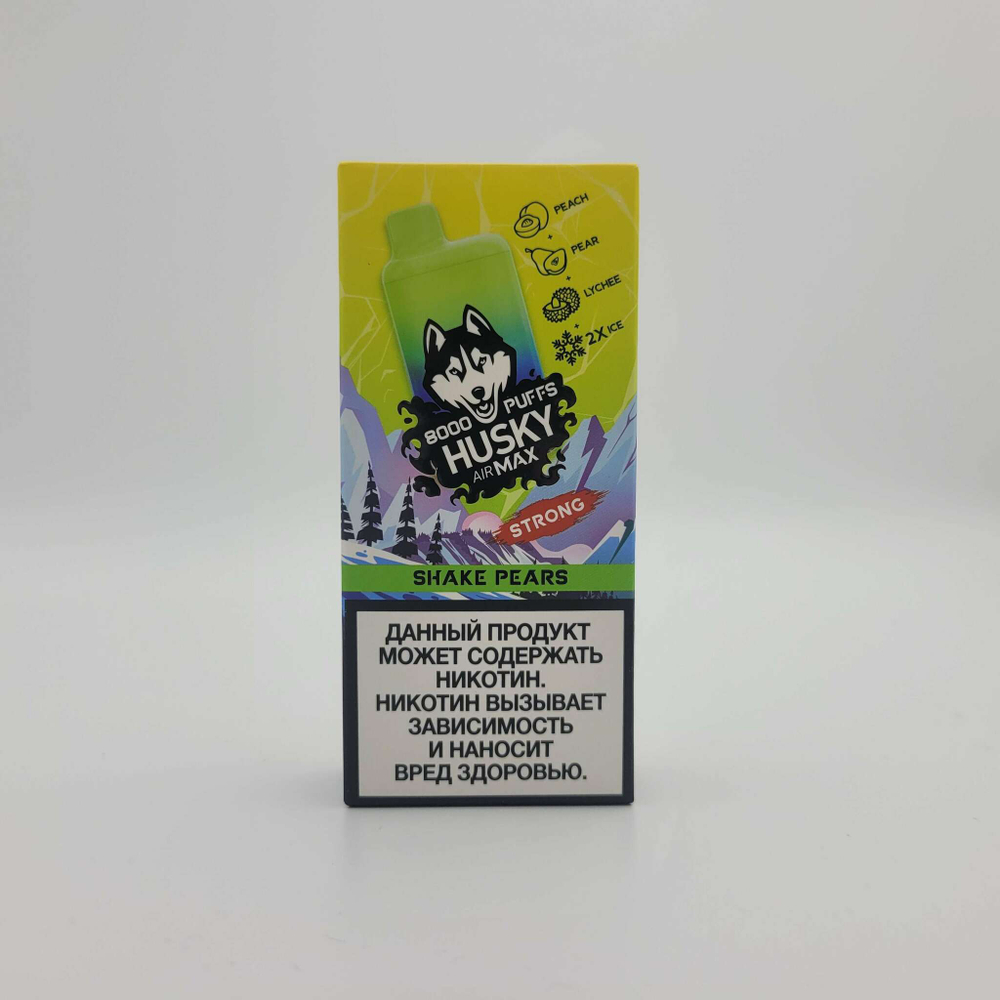 PEACH
+
PEAR
+
LYCHEE
+
2X ICE
8000 PUFFS
HUSKY
AIR MAX
STRONG
SHAKE PEARS
ДАННЫЙ ПРОДУКТ
МОЖЕТ СОДЕРЖАТЬ
НИКОТИН.
НИКОТИН ВЫЗЫВАЕТ
ЗАВИСИМОСТЬ
И НАНОСИТ
ВРЕД ЗДОРОВЬЮ.